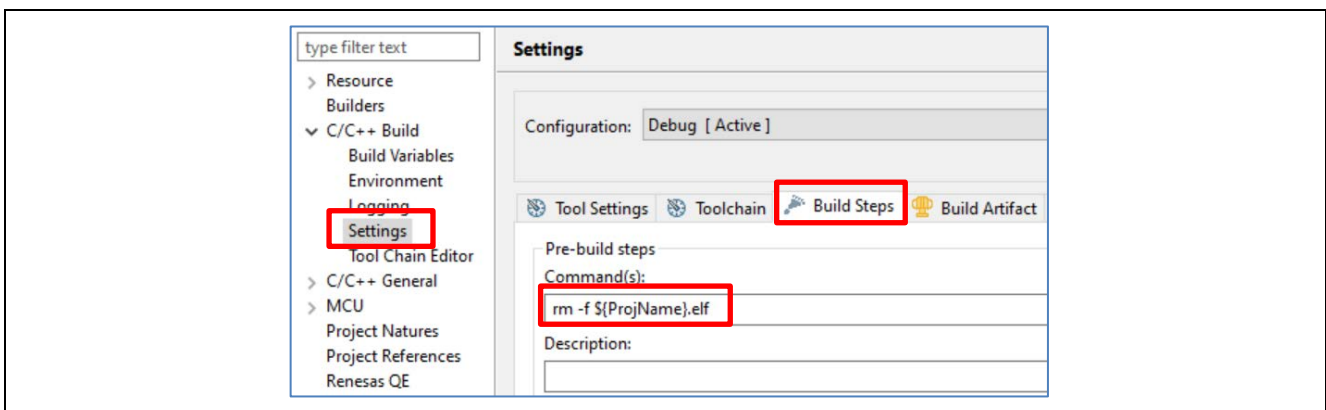 type filter text
Resource
Builders
C/C++ Build
Build Variables
Environment
Logging
Settings
Tool Chain Editor
C/C++ General
MCU
Project Natures
Project References
Renesas QE
Settings
Configuration: Debug [ Active ]
Tool Settings Toolchain Build Steps Build Artifact
Pre-build steps
Command(s):
rm -f ${ProjName}.elf
Description: